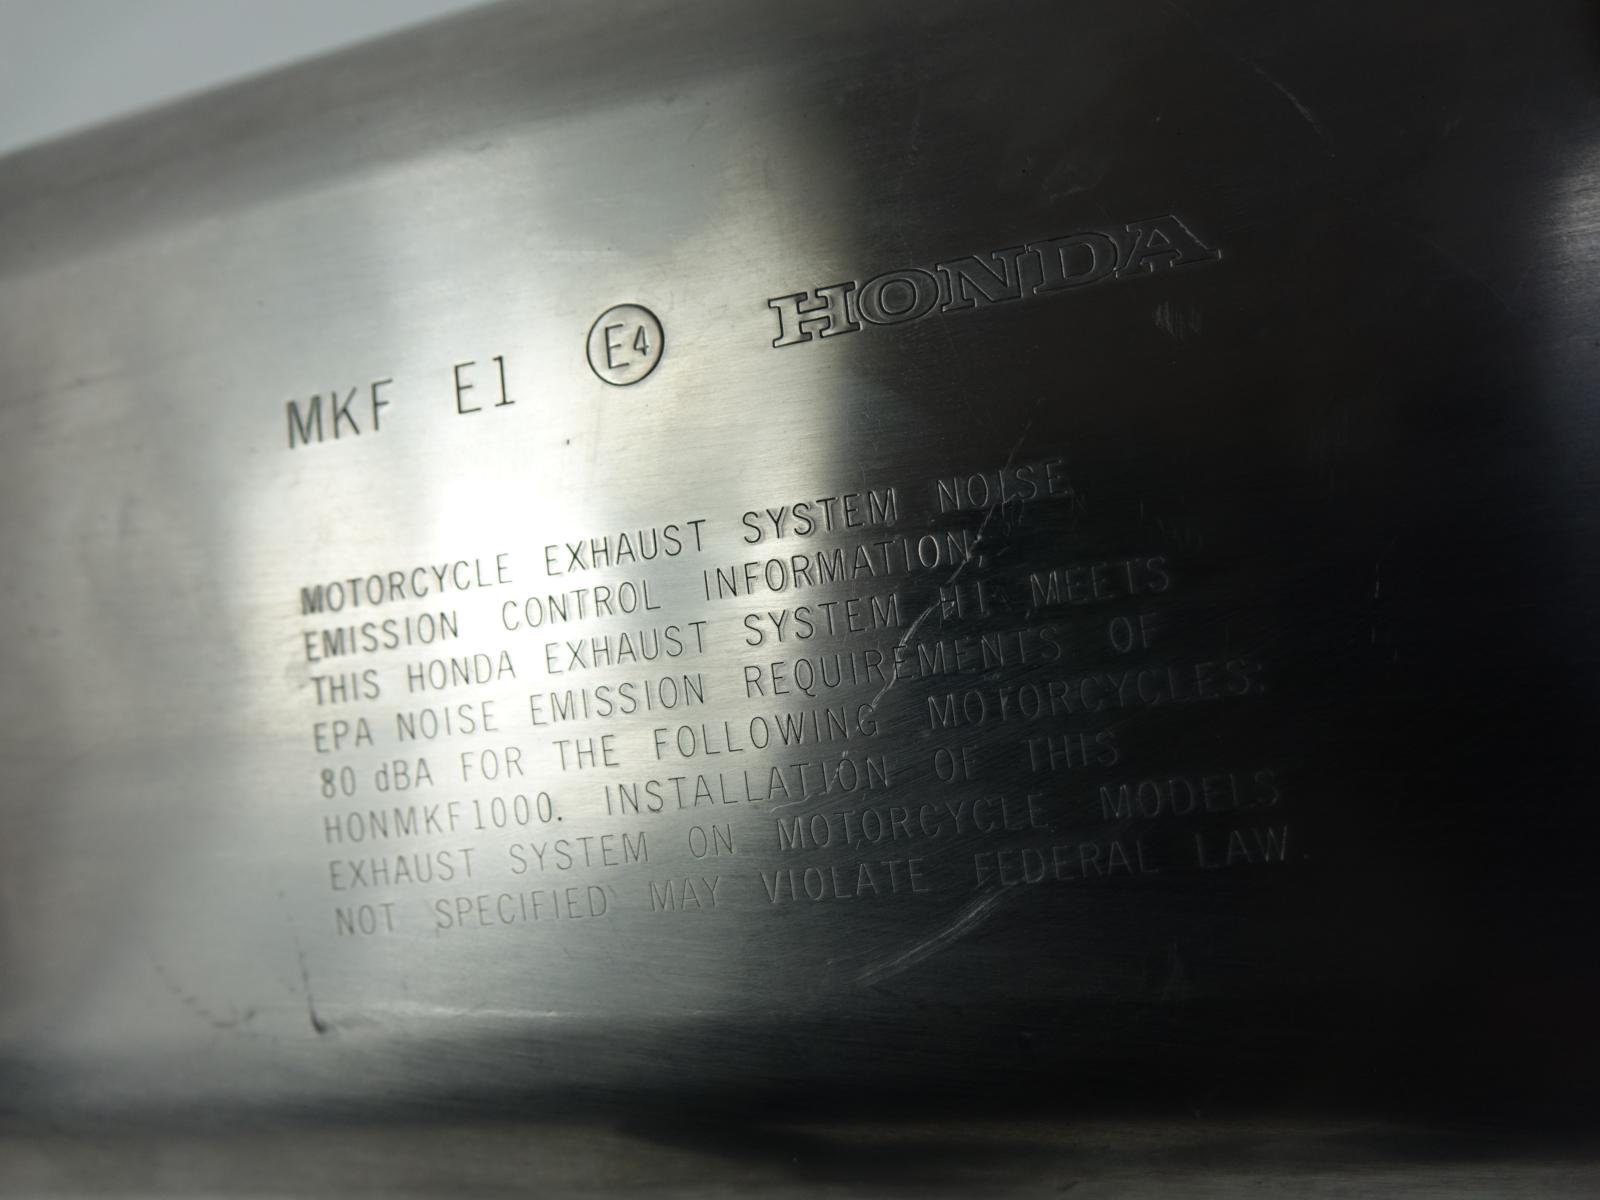 HONDA
MKF E1 E4
MOTORCYCLE EXHAUST SYSTEM NOISE
EMISSION CONTROL INFORMATION;
THIS HONDA EXHAUST SYSTEM H1 MEETS
EPA NOISE EMISSION REQUIREMENTS OF
80 dBA FOR THE FOLLOWING MOTORCYCLES:
HONMKF1000. INSTALLATION OF THIS
EXHAUST SYSTEM ON MOTORCYCLE MODELS
NOT SPECIFIED MAY VIOLATE FEDERAL LAW.